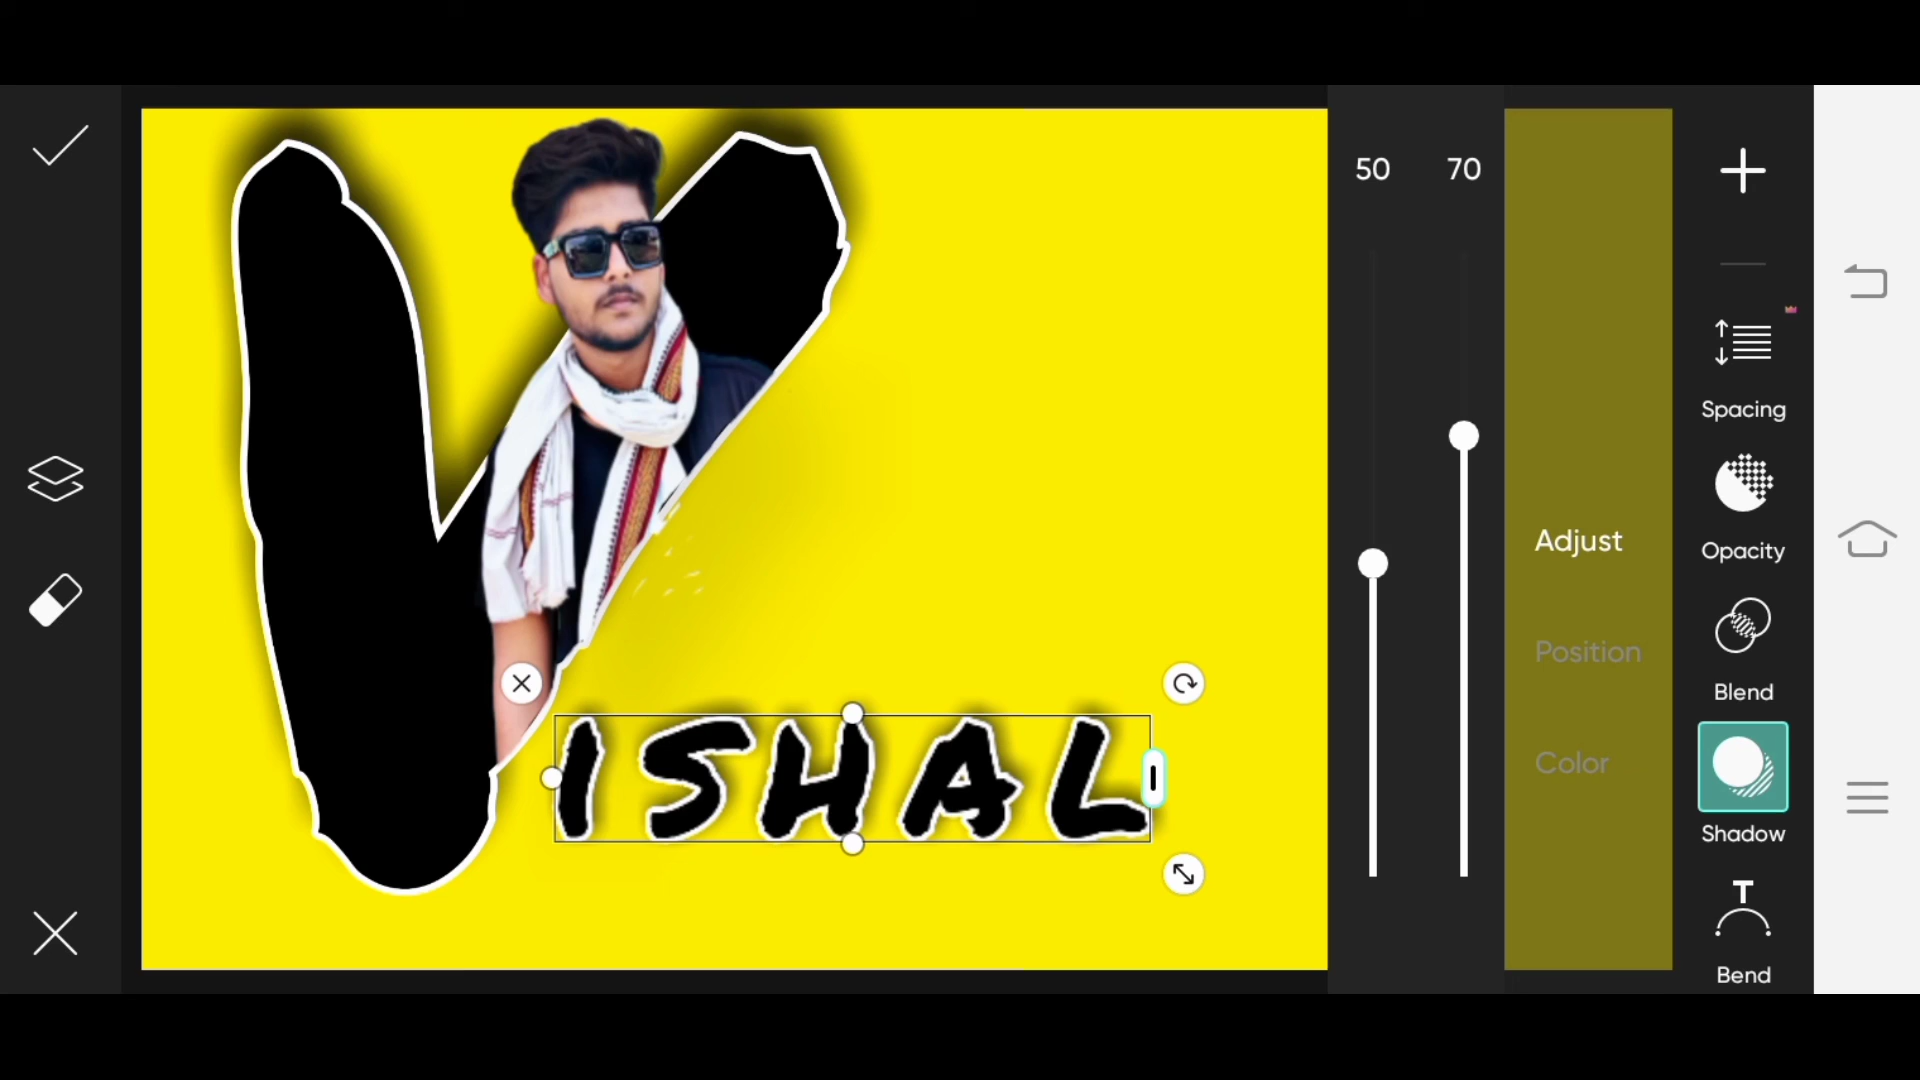 V
ISHAL
50 70
Adjust
Position
Color
Spacing
Opacity
Blend
Shadow
T
Bend